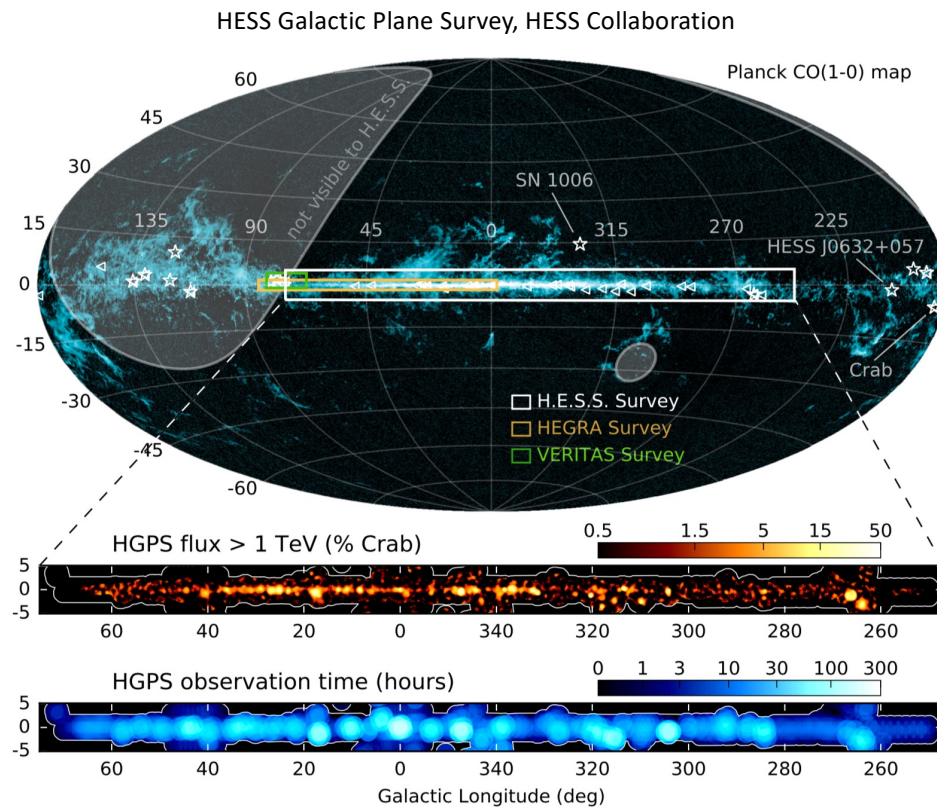 HESS Galactic Plane Survey, HESS Collaboration
Planck CO(1-0) map
60
45
30
15
0
-15
-30
-45
-60
not visible to H.E.S.S.
SN 1006
135
90
45
0
315
270
225
HESS J0632+057
Crab
H.E.S.S. Survey
HEGRA Survey
VERITAS Survey
HGPS flux > 1 TeV (% Crab)
0.5 1.5 5 15 50
5
0
-5
60 40 20 0 340 320 300 280 260
HGPS observation time (hours)
0 1 3 10 30 100 300
5
0
-5
60 40 20 0 340 320 300 280 260
Galactic Longitude (deg)